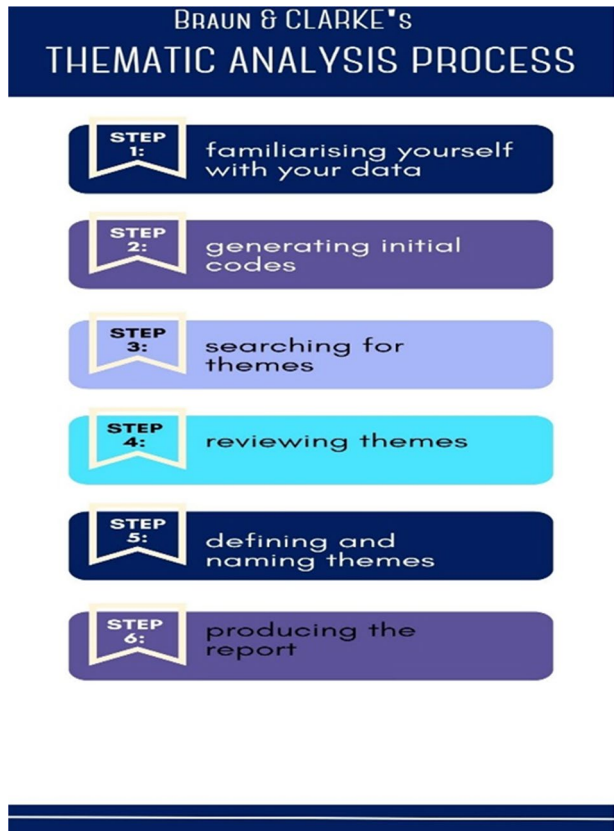 BRAUN & CLARKE's
THEMATIC ANALYSIS PROCESS
STEP
1:
familiarising yourself
with your data
STEP
2:
generating initial
codes
STEP
3:
searching for
themes
STEP
4:
reviewing themes
STEP
5:
defining and
naming themes
STEP
6:
producing the
report